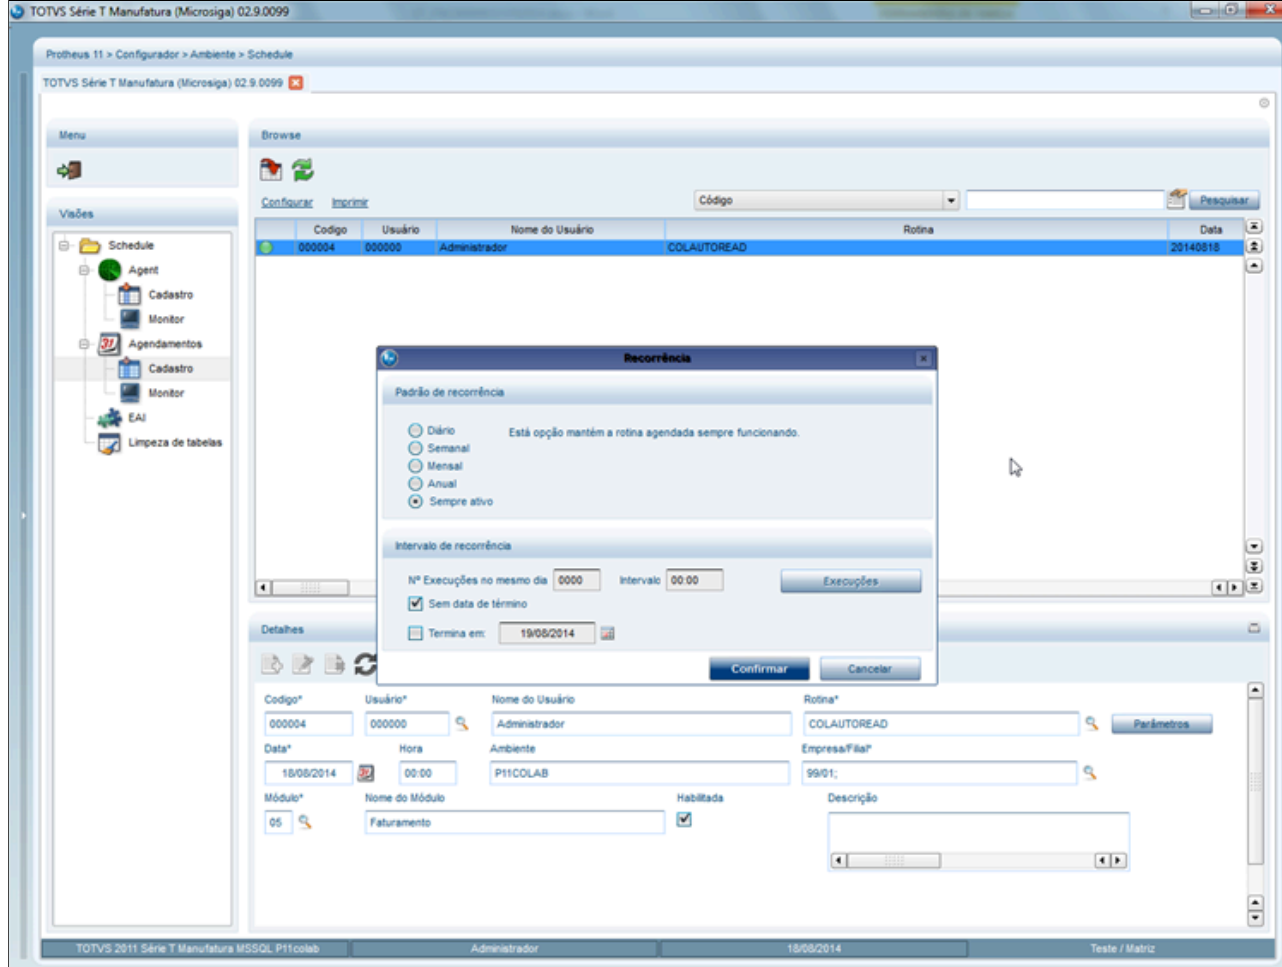 TOTVS Série T Manufatura (Microsiga) 02.9.0099
Protheus 11 > Configurador > Ambiente > Schedule
TOTVS Série T Manufatura (Microsiga) 02.9.0099
Menu
Visões
Schedule
Agent
Cadastro
Monitor
Agendamentos
Cadastro
Monitor
EAI
Limpeza de tabelas
Browse
Configurar Imprimir Código Pesquisar
Codigo Usuário Nome do Usuário Rotina Data
000004 000000 Administrador COLAUTOREAD 20140818
Recorrência
Padrão de recorrência
Diário
Está opção mantém a rotina agendada sempre funcionando.
Semanal
Mensal
Anual
Sempre ativo
Intervalo de recorrência
Nº Execuções no mesmo dia 0000 Intervalo 00:00 Execuções
Sem data de término
Termina em: 19/08/2014
Confirmar Cancelar
Detalhes
Codigo* Usuário* Nome do Usuário Rotina*
000004 000000 Administrador COLAUTOREAD Parâmetros
Data* Hora Ambiente Empresa/Filial*
18/08/2014 00:00 P11COLAB 99/01;
Módulo* Nome do Módulo Habilitada Descrição
05 Faturamento
TOTVS 2011 Série T Manufatura MSSQL P11colab Administrador 18/08/2014 Teste / Matriz